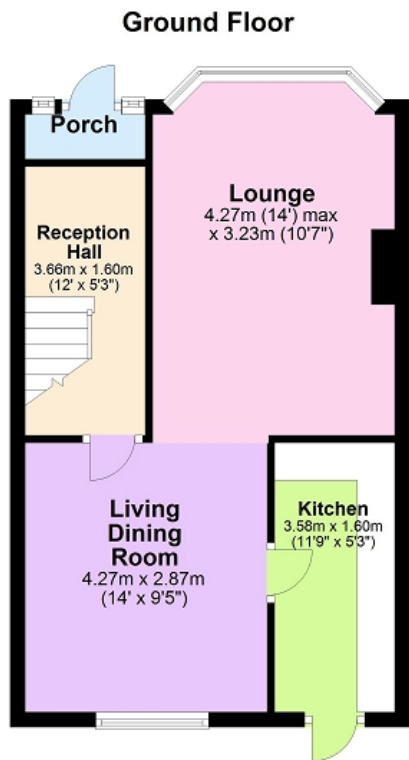 Ground Floor
Porch
Lounge
4.27m (14') max
x 3.23m (10'7")
Reception
Hall
3.66m x 1.60m
(12' x 5'3")
Living
Dining
Room
4.27m x 2.87m
(14' x 9'5")
Kitchen
3.58m x 1.60m
(11'9" x 5'3")